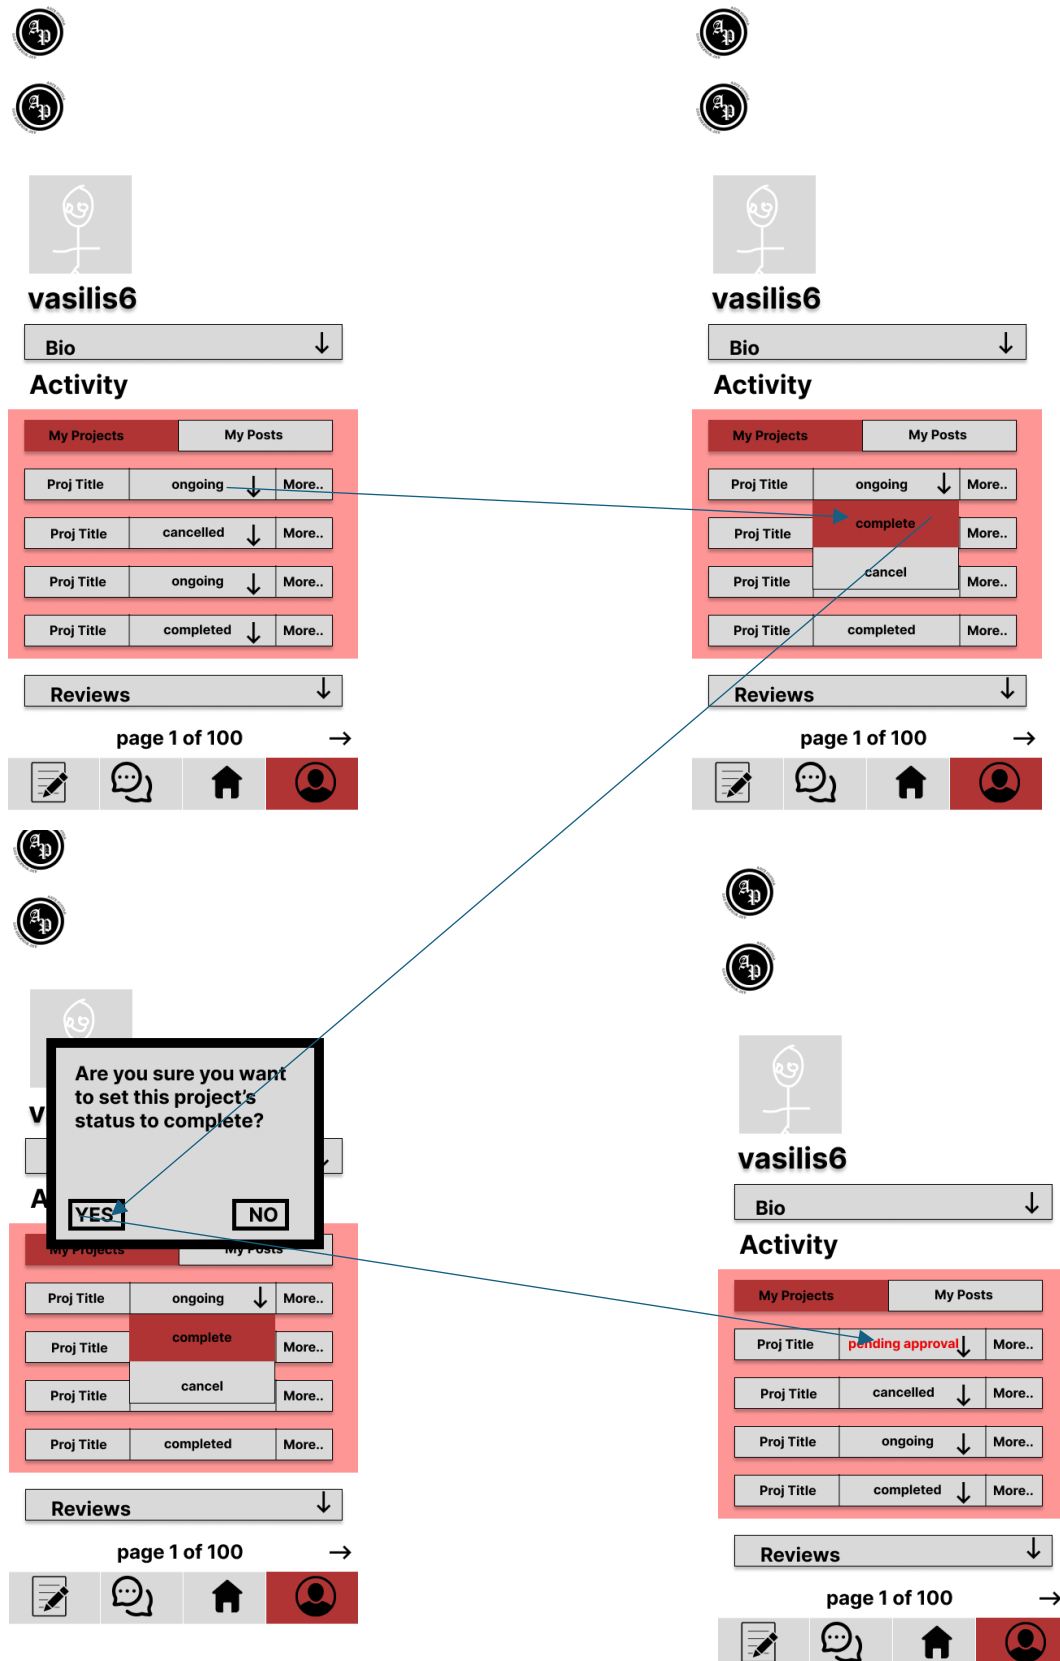 vasilis6
Bio
Activity
My Projects My Posts
Proj Title ongoing More..
Proj Title cancelled More..
Proj Title ongoing More..
Proj Title completed More..
Reviews
page 1 of 100
vasilis6
Bio
Activity
My Projects My Posts
Proj Title ongoing More..
complete
Proj Title More..
cancel
Proj Title More..
Proj Title completed More..
Reviews
page 1 of 100
Are you sure you want
to set this project's
status to complete?
YES NO
v
A
My Projects My Posts
Proj Title ongoing More..
complete
Proj Title More..
cancel
Proj Title More..
Proj Title completed More..
Reviews
page 1 of 100
vasilis6
Bio
Activity
My Projects My Posts
Proj Title pending approval More..
Proj Title cancelled More..
Proj Title ongoing More..
Proj Title completed More..
Reviews
page 1 of 100